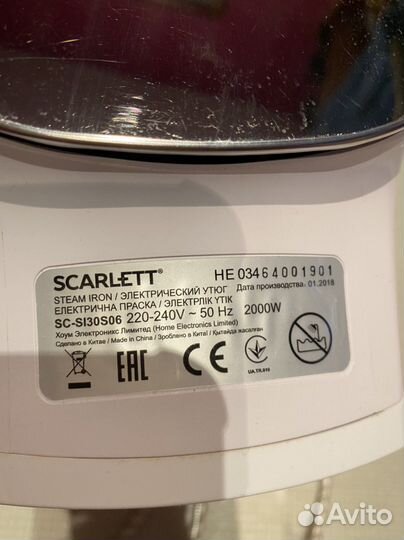 SCARLETT®
HE 03464001901
STEAM IRON / ЭЛЕКТРИЧЕСКИЙ УТЮГ
Дата производства: 01.2018
ЕЛЕКТРИЧНА ПРАСКА / ЭЛЕКТРЛІК ҮТІК
SC-SI30S06 220-240V ~ 50 Hz 2000W
Хоум Электроникс Лимитед (Home Electronics Limited)
Сделано в Китае / Made in China / Зроблено в Китаї / Қытайда жасалған
EAC CE
UA.TR.010
Avito